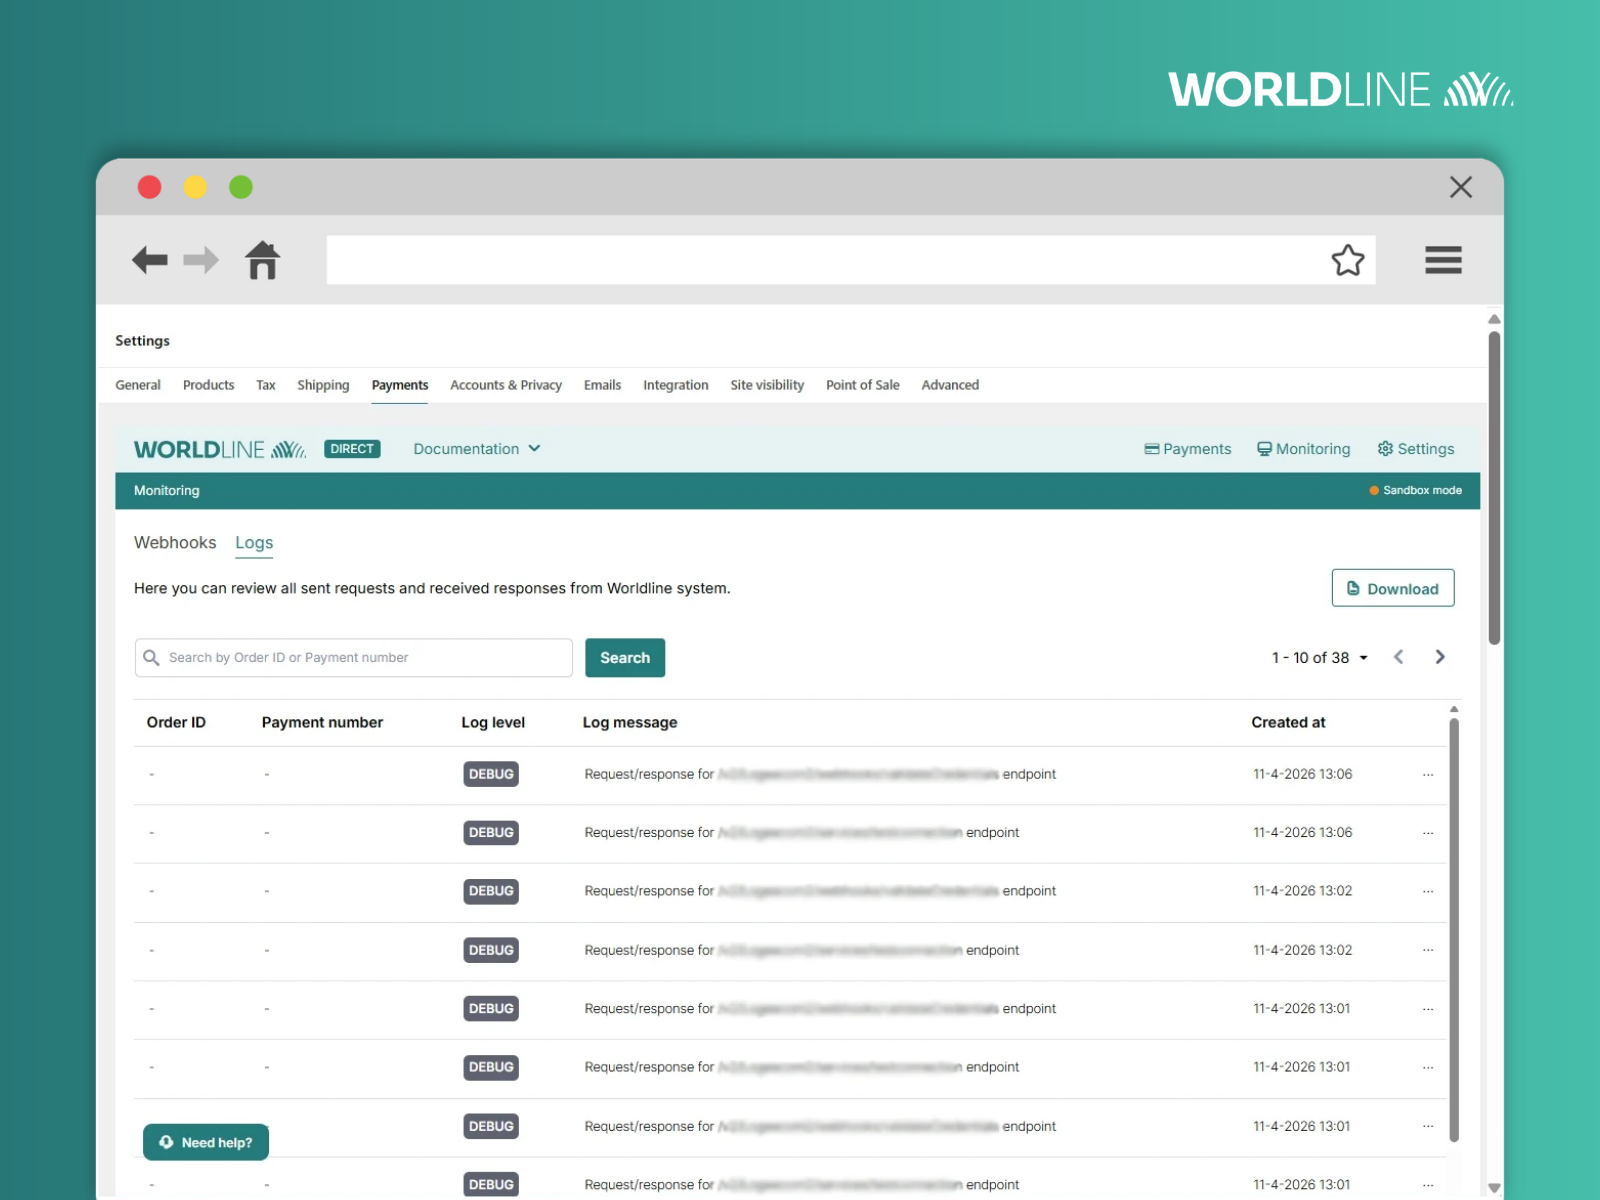 WORLDLINE
Settings
General Products Tax Shipping Payments Accounts & Privacy Emails Integration Site visibility Point of Sale Advanced
WORLDLINE DIRECT Documentation Payments Monitoring Settings
Monitoring Sandbox mode
Webhooks Logs
Here you can review all sent requests and received responses from Worldline system.
Download
Search by Order ID or Payment number Search 1 - 10 of 38
Order ID Payment number Log level Log message Created at
- - DEBUG Request/response for endpoint 11-4-2026 13:06 ...
- - DEBUG Request/response for endpoint 11-4-2026 13:06 ...
- - DEBUG Request/response for endpoint 11-4-2026 13:02 ...
- - DEBUG Request/response for endpoint 11-4-2026 13:02 ...
- - DEBUG Request/response for endpoint 11-4-2026 13:01 ...
- - DEBUG Request/response for endpoint 11-4-2026 13:01 ...
- - DEBUG Request/response for endpoint 11-4-2026 13:01 ...
Need help?
- - DEBUG Request/response for endpoint 11-4-2026 13:01 ...